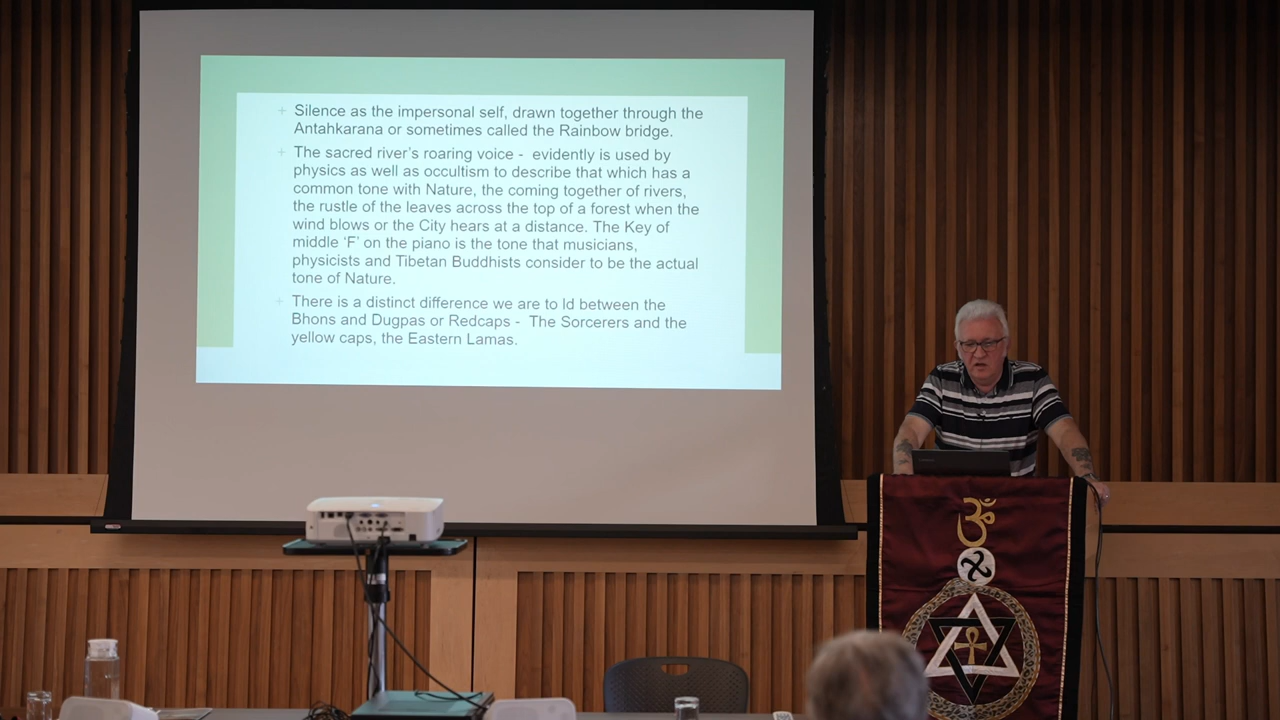 + Silence as the impersonal self, drawn together through the
Antahkarana or sometimes called the Rainbow bridge.
+ The sacred river's roaring voice - evidently is used by
physics as well as occultism to describe that which has a
common tone with Nature, the coming together of rivers,
the rustle of the leaves across the top of a forest when the
wind blows or the City hears at a distance. The Key of
middle 'F' on the piano is the tone that musicians,
physicists and Tibetan Buddhists consider to be the actual
tone of Nature.
+ There is a distinct difference we are to Id between the
Bhons and Dugpas or Redcaps - The Sorcerers and the
yellow caps, the Eastern Lamas.
ॐ